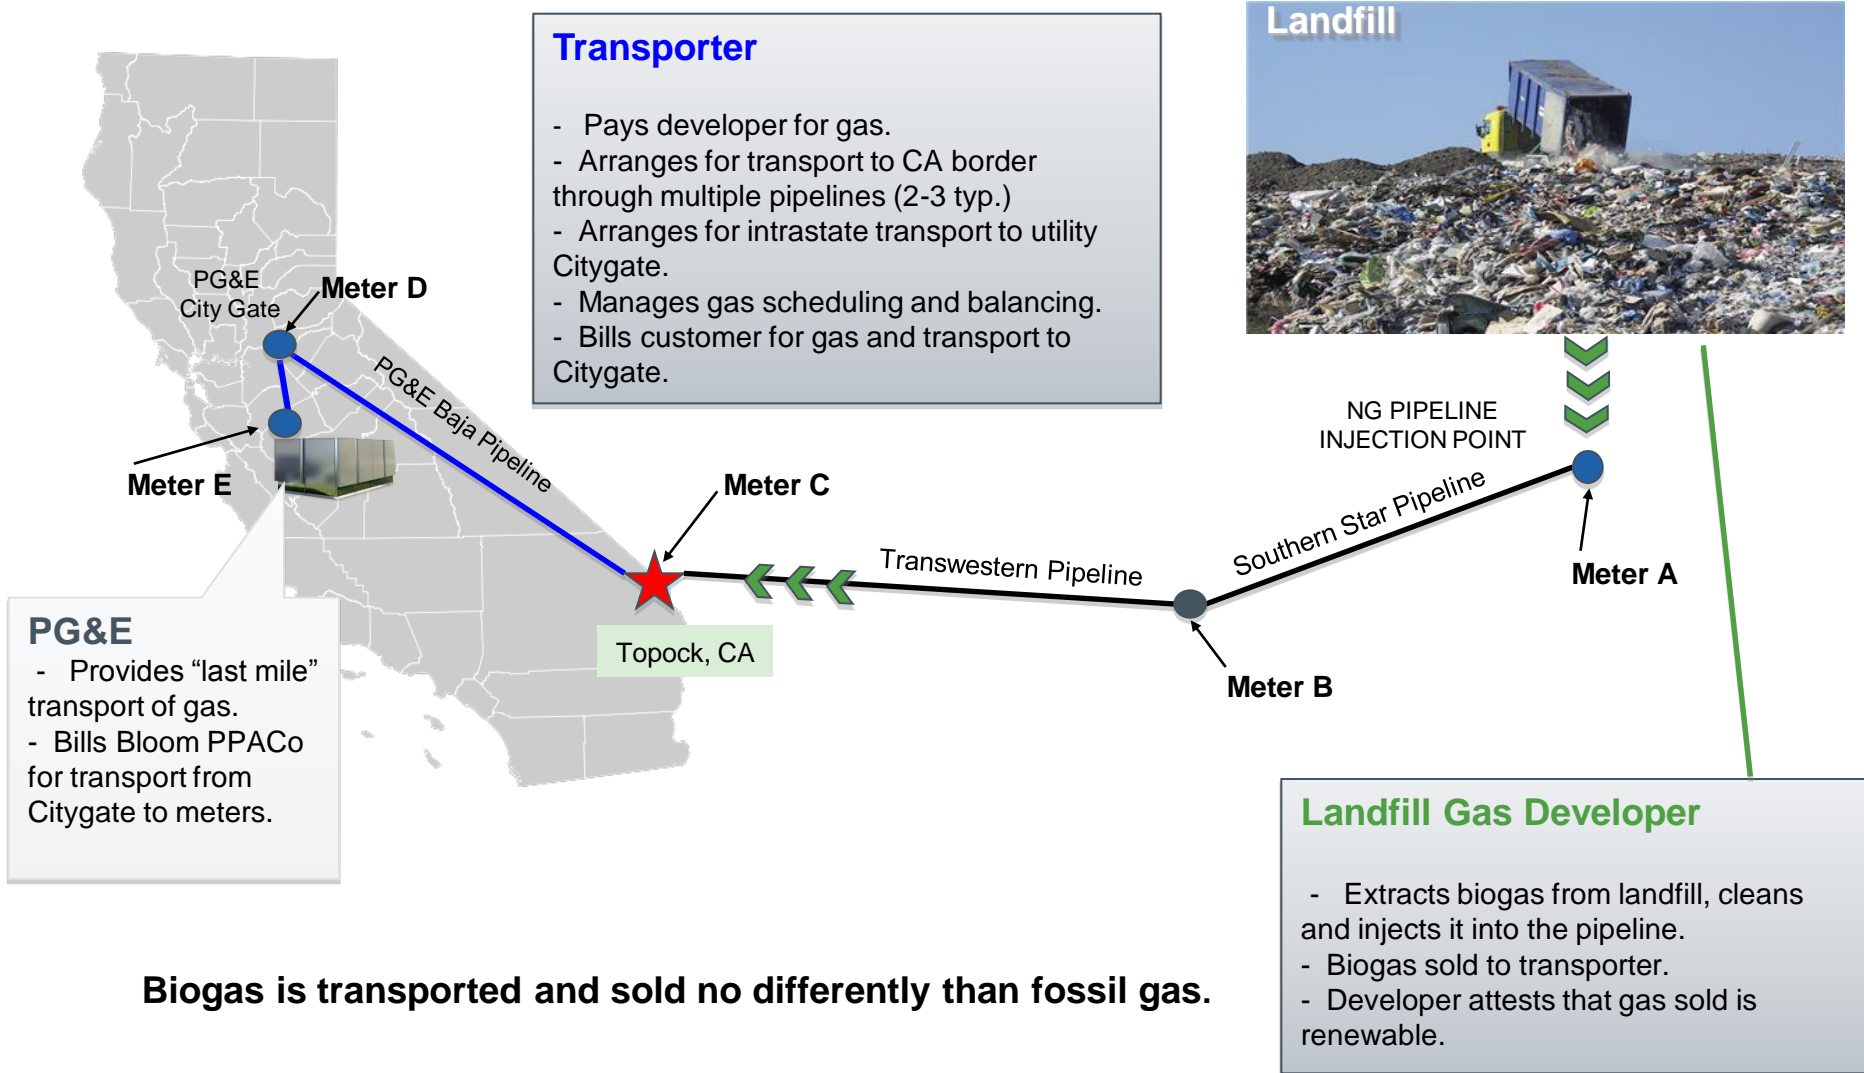 Landfill
Transporter
- Pays developer for gas.
- Arranges for transport to CA border
through multiple pipelines (2-3 typ.)
- Arranges for intrastate transport to utility
Citygate.
- Manages gas scheduling and balancing.
- Bills customer for gas and transport to
Citygate.
PG&E
City Gate
Meter D
PG&E Baja Pipeline
Meter E
Meter C
Topock, CA
Transwestern Pipeline
Meter B
Southern Star Pipeline
NG PIPELINE
INJECTION POINT
Meter A
PG&E
- Provides “last mile”
transport of gas.
- Bills Bloom PPACo
for transport from
Citygate to meters.
Landfill Gas Developer
- Extracts biogas from landfill, cleans
and injects it into the pipeline.
- Biogas sold to transporter.
- Developer attests that gas sold is
renewable.
Biogas is transported and sold no differently than fossil gas.